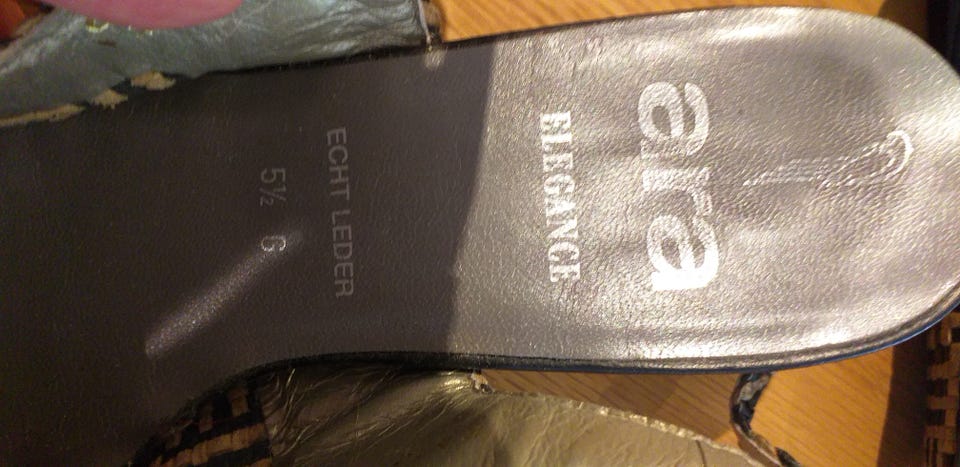 ara
ELEGANCE
ECHT LEDER
5½ G